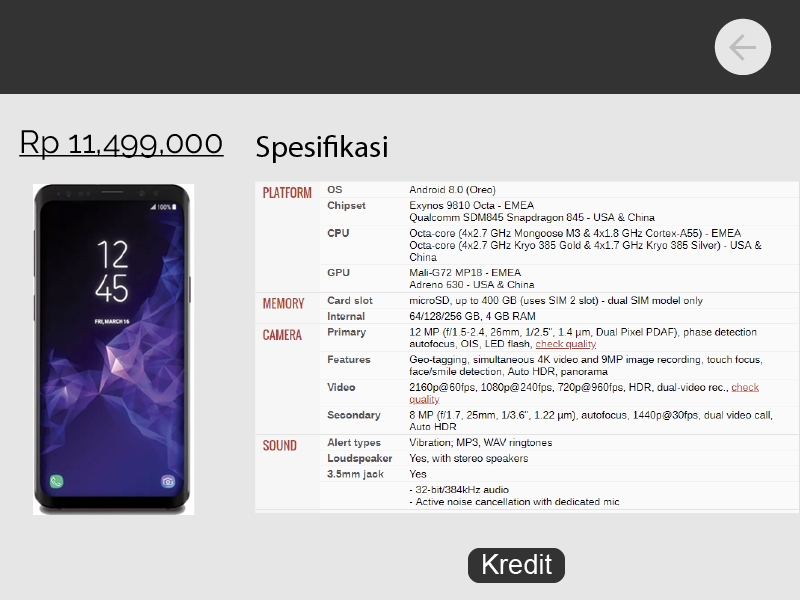 Rp 11,499,000
Spesifikasi
100%
12
45
FRI, MARCH 16
PLATFORM OS Android 8.0 (Oreo)
Chipset Exynos 9810 Octa - EMEA
Qualcomm SDM845 Snapdragon 845 - USA & China
CPU Octa-core (4x2.7 GHz Mongoose M3 & 4x1.8 GHz Cortex-A55) - EMEA
Octa-core (4x2.7 GHz Kryo 385 Gold & 4x1.7 GHz Kryo 385 Silver) - USA &
China
GPU Mali-G72 MP18 - EMEA
Adreno 630 - USA & China
MEMORY Card slot microSD, up to 400 GB (uses SIM 2 slot) - dual SIM model only
Internal 64/128/256 GB, 4 GB RAM
CAMERA Primary 12 MP (f/1.5-2.4, 26mm, 1/2.5", 1.4 µm, Dual Pixel PDAF), phase detection
autofocus, OIS, LED flash, check quality
Features Geo-tagging, simultaneous 4K video and 9MP image recording, touch focus,
face/smile detection, Auto HDR, panorama
Video 2160p@60fps, 1080p@240fps, 720p@960fps, HDR, dual-video rec., check
quality
Secondary 8 MP (f/1.7, 25mm, 1/3.6", 1.22 µm), autofocus, 1440p@30fps, dual video call,
Auto HDR
SOUND Alert types Vibration; MP3, WAV ringtones
Loudspeaker Yes, with stereo speakers
3.5mm jack Yes
- 32-bit/384kHz audio
- Active noise cancellation with dedicated mic
Kredit